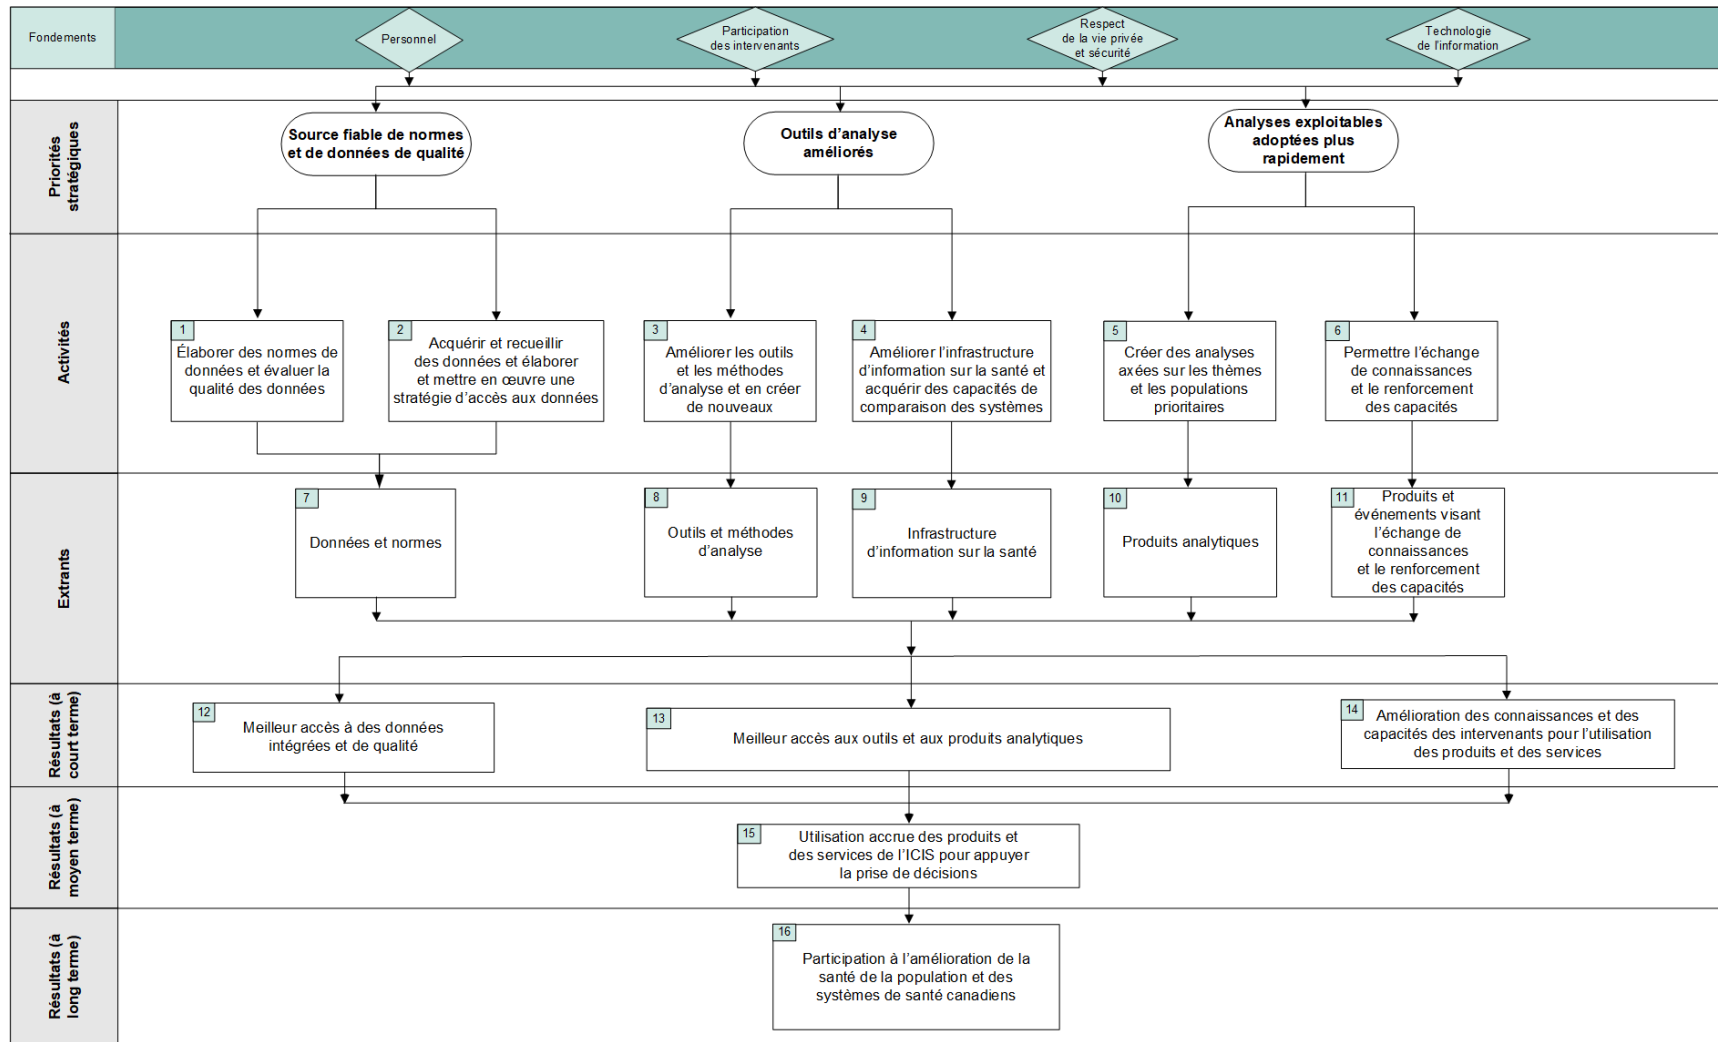 Fondements
Personnel
Participation
des intervenants
Respect
de la vie privée
et sécurité
Technologie
de l'information
Priorités
stratégiques
Source fiable de normes
et de données de qualité
Outils d'analyse
améliorés
Analyses exploitables
adoptées plus
rapidement
Activités
1
Élaborer des normes de
données et évaluer la
qualité des données
2
Acquérir et recueillir
des données et élaborer
et mettre en œuvre une
stratégie d'accès aux données
3
Améliorer les outils
et les méthodes
d'analyse et en créer
de nouveaux
4
Améliorer l'infrastructure
d'information sur la santé et
acquérir des capacités de
comparaison des systèmes
5
Créer des analyses
axées sur les thèmes
et les populations
prioritaires
6
Permettre l'échange
de connaissances
et le renforcement
des capacités
Extrants
7
Données et normes
8
Outils et méthodes
d'analyse
9
Infrastructure
d'information sur la santé
10
Produits analytiques
11
Produits et
événements visant
l'échange de
connaissances
et le renforcement
des capacités
Résultats (à
court terme)
12
Meilleur accès à des données
intégrées et de qualité
13
Meilleur accès aux outils et aux produits analytiques
14
Amélioration des connaissances et des
capacités des intervenants pour l'utilisation
des produits et des services
Résultats (à
moyen terme)
15
Utilisation accrue des produits et
des services de l'ICIS pour appuyer
la prise de décisions
Résultats (à
long terme)
16
Participation à l'amélioration de la
santé de la population et des
systèmes de santé canadiens